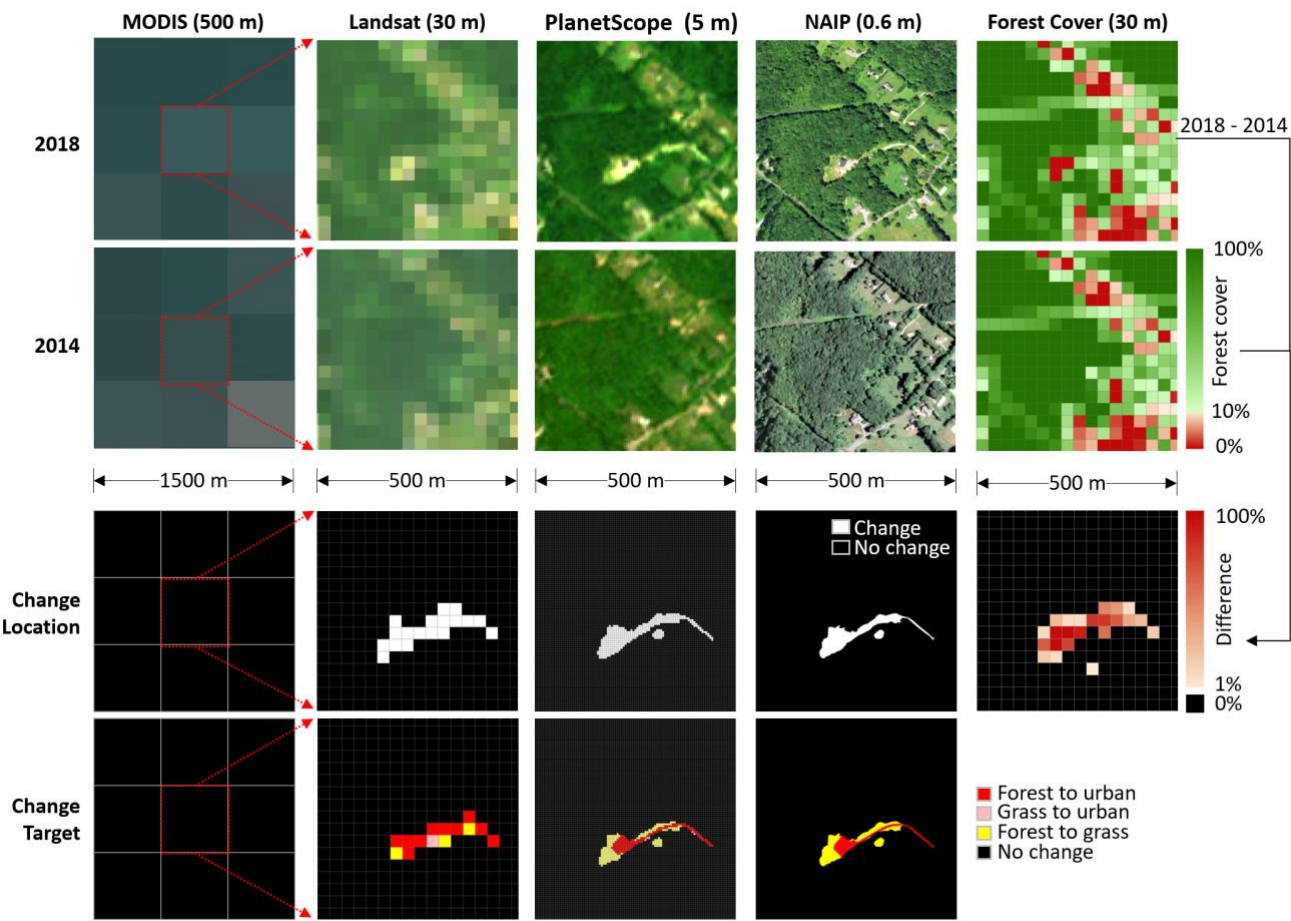 MODIS (500 m) Landsat (30 m) PlanetScope (5 m) NAIP (0.6 m) Forest Cover (30 m)
2018
2018 - 2014
2014
100%
Forest cover
10%
0%
1500 m 500 m 500 m 500 m 500 m
Change
Location
Change
No change
100%
Difference
1%
0%
Change
Target
Forest to urban
Grass to urban
Forest to grass
No change